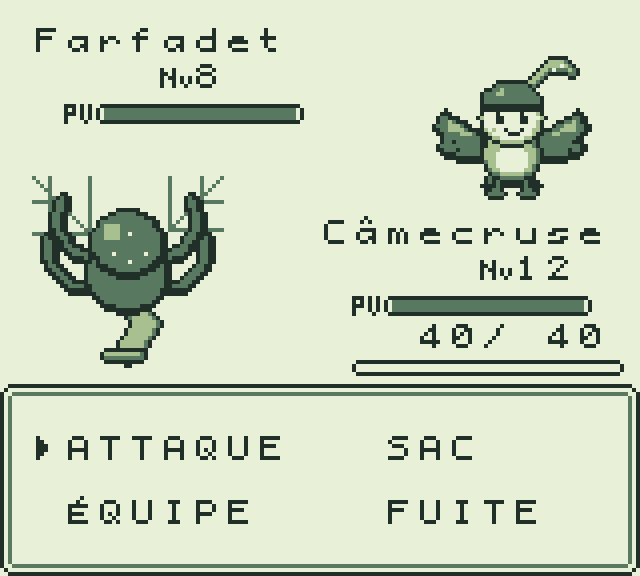 Farfadet
Nv8
PV
Câmecruse
Nv12
PV
40/ 40
ATTAQUE SAC
ÉQUIPE FUITE